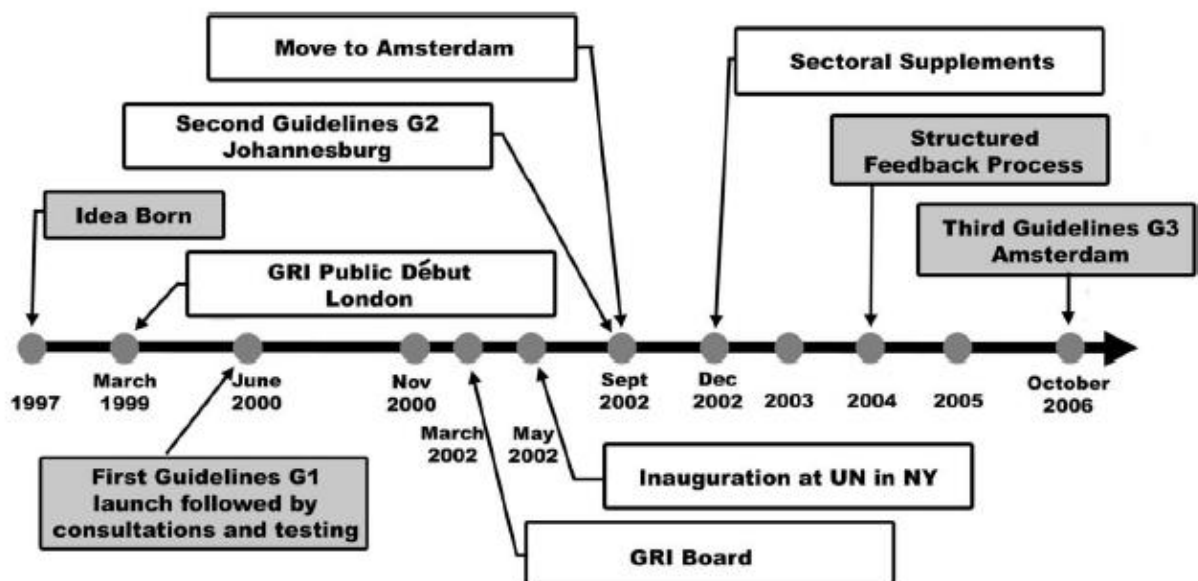 Move to Amsterdam
Sectoral Supplements
Second Guidelines G2
Johannesburg
Structured
Feedback Process
Idea Born
Third Guidelines G3
Amsterdam
GRI Public Début
London
1997
March
1999
June
2000
Nov
2000
March
2002
May
2002
Sept
2002
Dec
2002
2003
2004
2005
October
2006
First Guidelines G1
launch followed by
consultations and testing
Inauguration at UN in NY
GRI Board